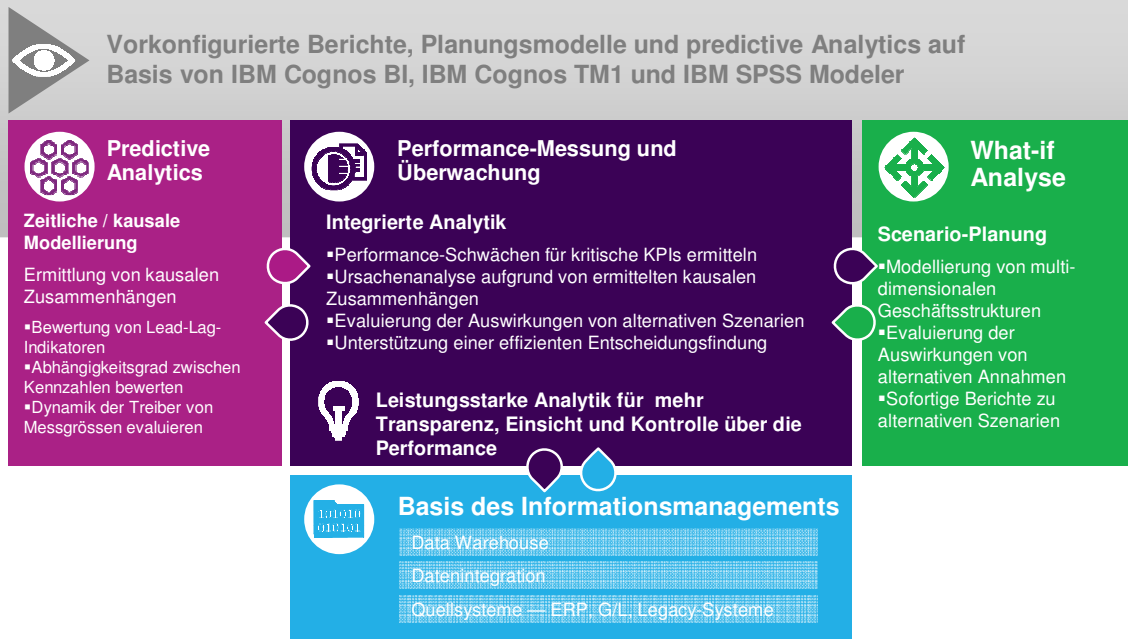 Vorkonfigurierte Berichte, Planungsmodelle und predictive Analytics auf
Basis von IBM Cognos BI, IBM Cognos TM1 und IBM SPSS Modeler
Predictive
Analytics
Zeitliche / kausale
Modellierung
Ermittlung von kausalen
Zusammenhängen
▪Bewertung von Lead-Lag-
Indikatoren
▪Abhängigkeitsgrad zwischen
Kennzahlen bewerten
▪Dynamik der Treiber von
Messgrössen evaluieren
Performance-Messung und
Überwachung
Integrierte Analytik
▪Performance-Schwächen für kritische KPIs ermitteln
▪Ursachenanalyse aufgrund von ermittelten kausalen
Zusammenhängen
▪Evaluierung der Auswirkungen von alternativen Szenarien
▪Unterstützung einer effizienten Entscheidungsfindung
Leistungsstarke Analytik für mehr
Transparenz, Einsicht und Kontrolle über die
Performance
What-if
Analyse
Scenario-Planung
▪Modellierung von multi-
dimensionalen
Geschäftsstrukturen
▪Evaluierung der
Auswirkungen von
alternativen Annahmen
▪Sofortige Berichte zu
alternativen Szenarien
101010
010101
Basis des Informationsmanagements
Data Warehouse
Datenintegration
Quellsysteme — ERP, G/L, Legacy-Systeme